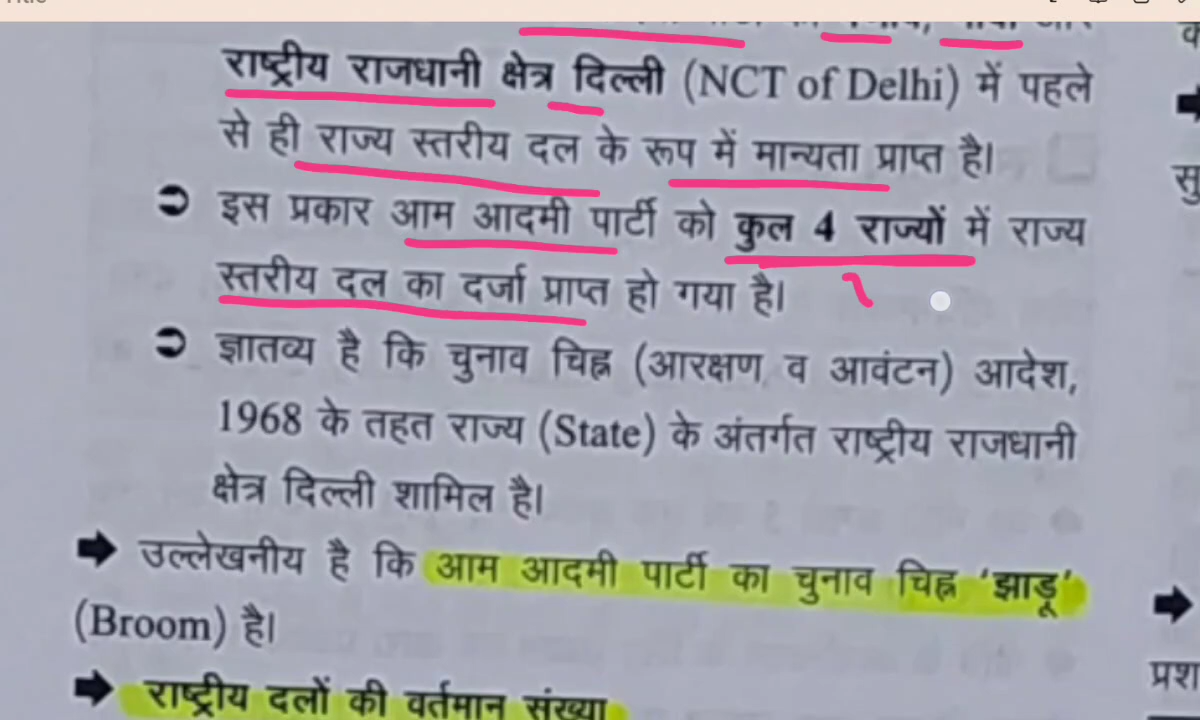 राष्ट्रीय राजधानी क्षेत्र दिल्ली (NCT of Delhi) में पहले
से ही राज्य स्तरीय दल के रूप में मान्यता प्राप्त है।
➲ इस प्रकार आम आदमी पार्टी को कुल 4 राज्यों में राज्य
स्तरीय दल का दर्जा प्राप्त हो गया है।
➲ ज्ञातव्य है कि चुनाव चिह्न (आरक्षण व आवंटन) आदेश,
1968 के तहत राज्य (State) के अंतर्गत राष्ट्रीय राजधानी
क्षेत्र दिल्ली शामिल है।
➡ उल्लेखनीय है कि आम आदमी पार्टी का चुनाव चिह्न ‘झाडू’
(Broom) है।
➡ राष्ट्रीय दलों की वर्तमान संख्या